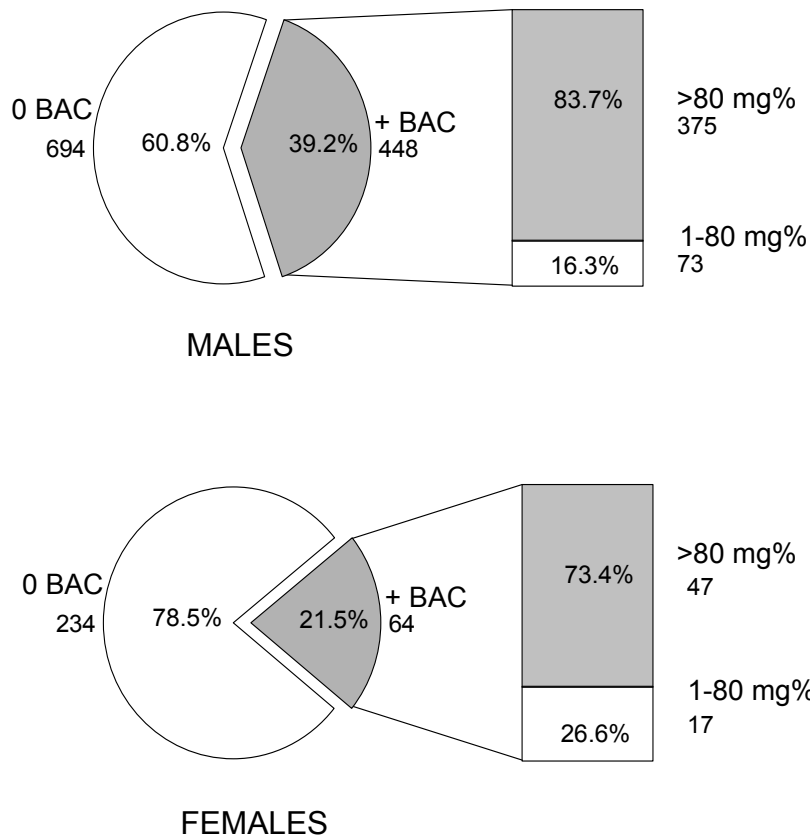 0 BAC
694
60.8%
39.2%
+ BAC
448
83.7%
>80 mg%
375
16.3%
1-80 mg%
73
MALES
0 BAC
234
78.5%
21.5%
+ BAC
64
73.4%
>80 mg%
47
26.6%
1-80 mg%
17
FEMALES